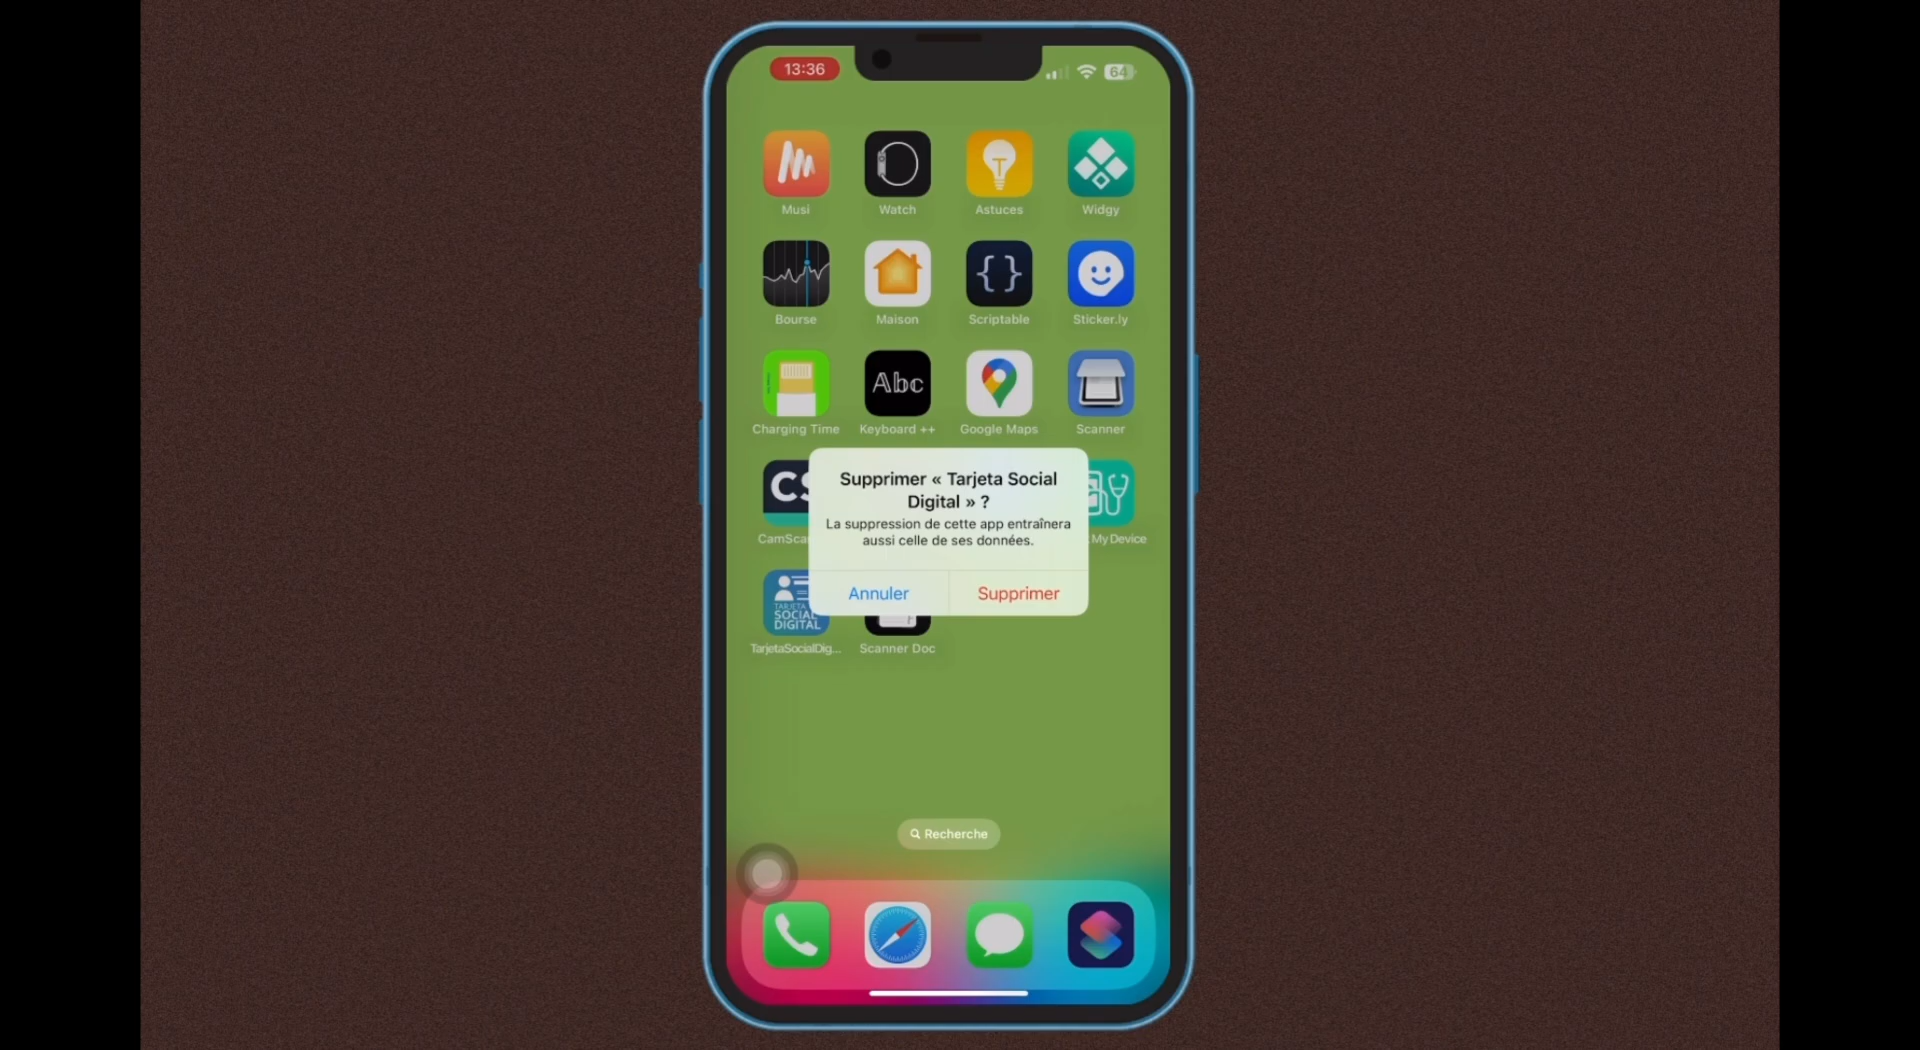 13:36
64
Musi
Watch
Astuces
Widgy
Bourse
Maison
Scriptable
Sticker.ly
Abc
Charging Time
Keyboard ++
Google Maps
Scanner
CS
Supprimer « Tarjeta Social
Digital » ?
La suppression de cette app entraînera
aussi celle de ses données.
CamSca
My Device
Annuler
Supprimer
TARJETA
SOCIAL
DIGITAL
TarjetaSocialDig...
Scanner Doc
Recherche